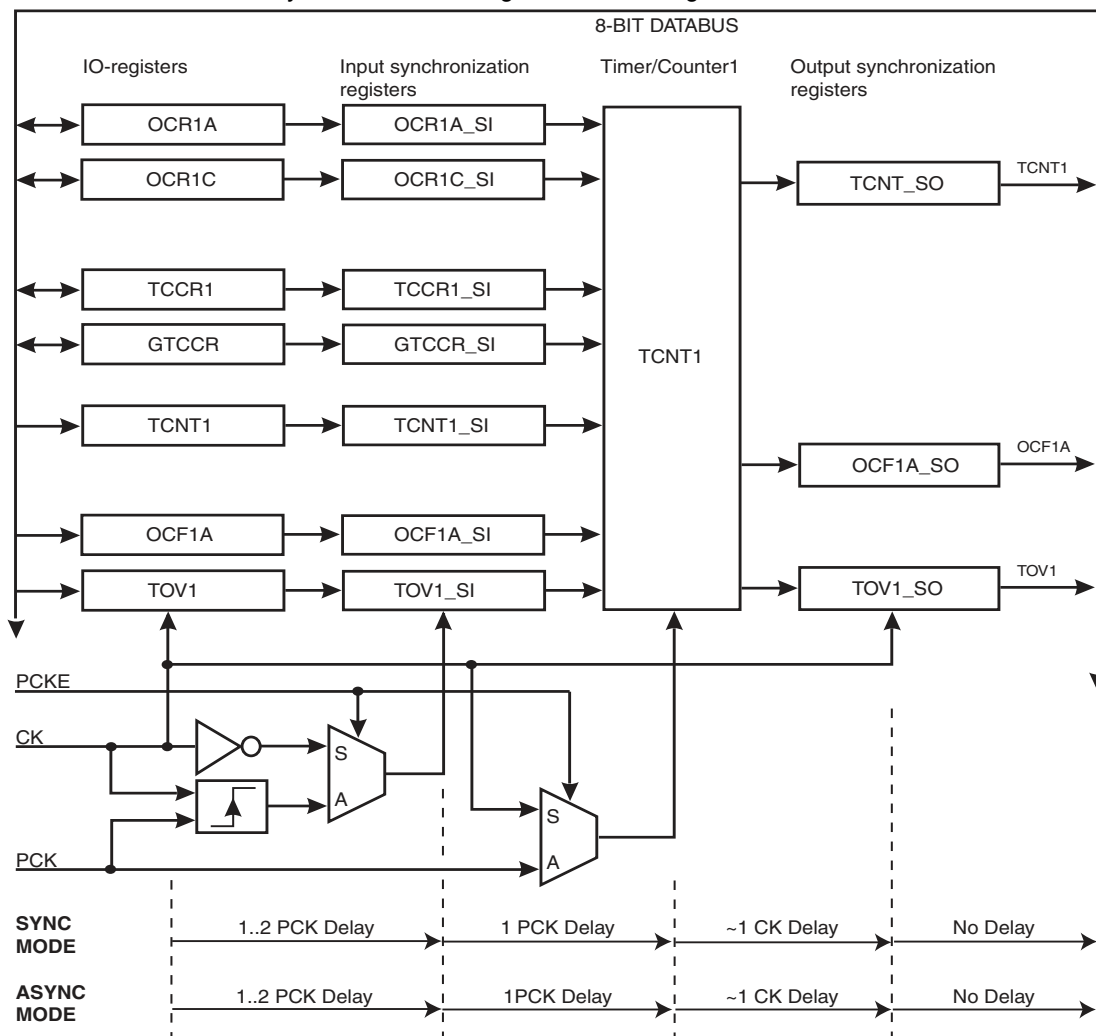 8-BIT DATABUS
IO-registers
Input synchronization
registers
Timer/Counter1
Output synchronization
registers
OCR1A
OCR1A_SI
OCR1C
OCR1C_SI
TCNT_SO
TCNT1
TCCR1
TCCR1_SI
GTCCR
GTCCR_SI
TCNT1
TCNT1
TCNT1_SI
OCF1A_SO
OCF1A
OCF1A
OCF1A_SI
TOV1
TOV1_SI
TOV1_SO
TOV1
PCKE
CK
S
A
S
A
PCK
SYNC
MODE
1..2 PCK Delay
1 PCK Delay
~1 CK Delay
No Delay
ASYNC
MODE
1..2 PCK Delay
1PCK Delay
~1 CK Delay
No Delay